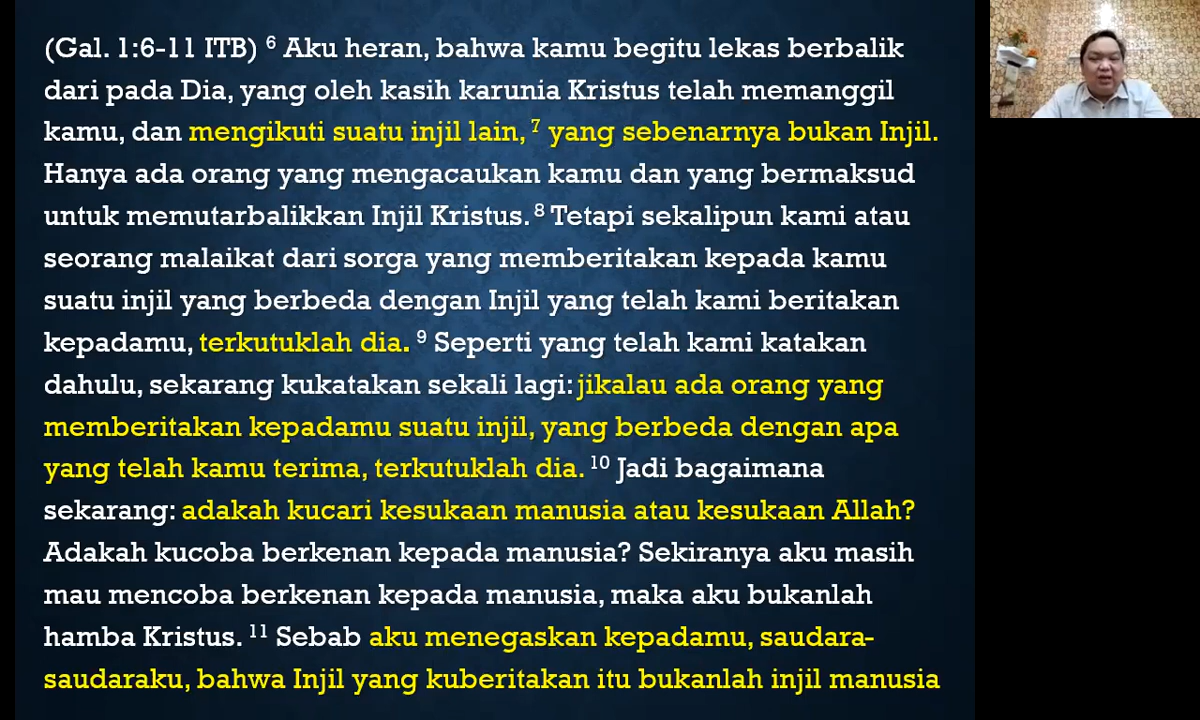 (Gal. 1:6-11 ITB) ⁶ Aku heran, bahwa kamu begitu lekas berbalik
dari pada Dia, yang oleh kasih karunia Kristus telah memanggil
kamu, dan mengikuti suatu injil lain, ⁷ yang sebenarnya bukan Injil.
Hanya ada orang yang mengacaukan kamu dan yang bermaksud
untuk memutarbalikkan Injil Kristus. ⁸ Tetapi sekalipun kami atau
seorang malaikat dari sorga yang memberitakan kepada kamu
suatu injil yang berbeda dengan Injil yang telah kami beritakan
kepadamu, terkutuklah dia. ⁹ Seperti yang telah kami katakan
dahulu, sekarang kukatakan sekali lagi: jikalau ada orang yang
memberitakan kepadamu suatu injil, yang berbeda dengan apa
yang telah kamu terima, terkutuklah dia. ¹⁰ Jadi bagaimana
sekarang: adakah kucari kesukaan manusia atau kesukaan Allah?
Adakah kucoba berkenan kepada manusia? Sekiranya aku masih
mau mencoba berkenan kepada manusia, maka aku bukanlah
hamba Kristus. ¹¹ Sebab aku menegaskan kepadamu, saudara-
saudaraku, bahwa Injil yang kuberitakan itu bukanlah injil manusia